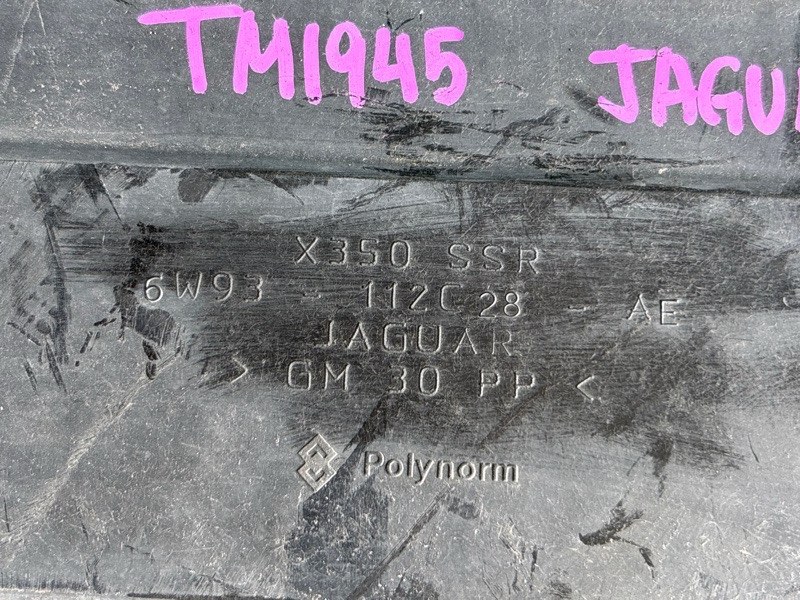 TM1945 JAGU
X350 SSR
6W93 - 112C28 - AE
JAGUAR
> GM 30 PP <
Polynorm